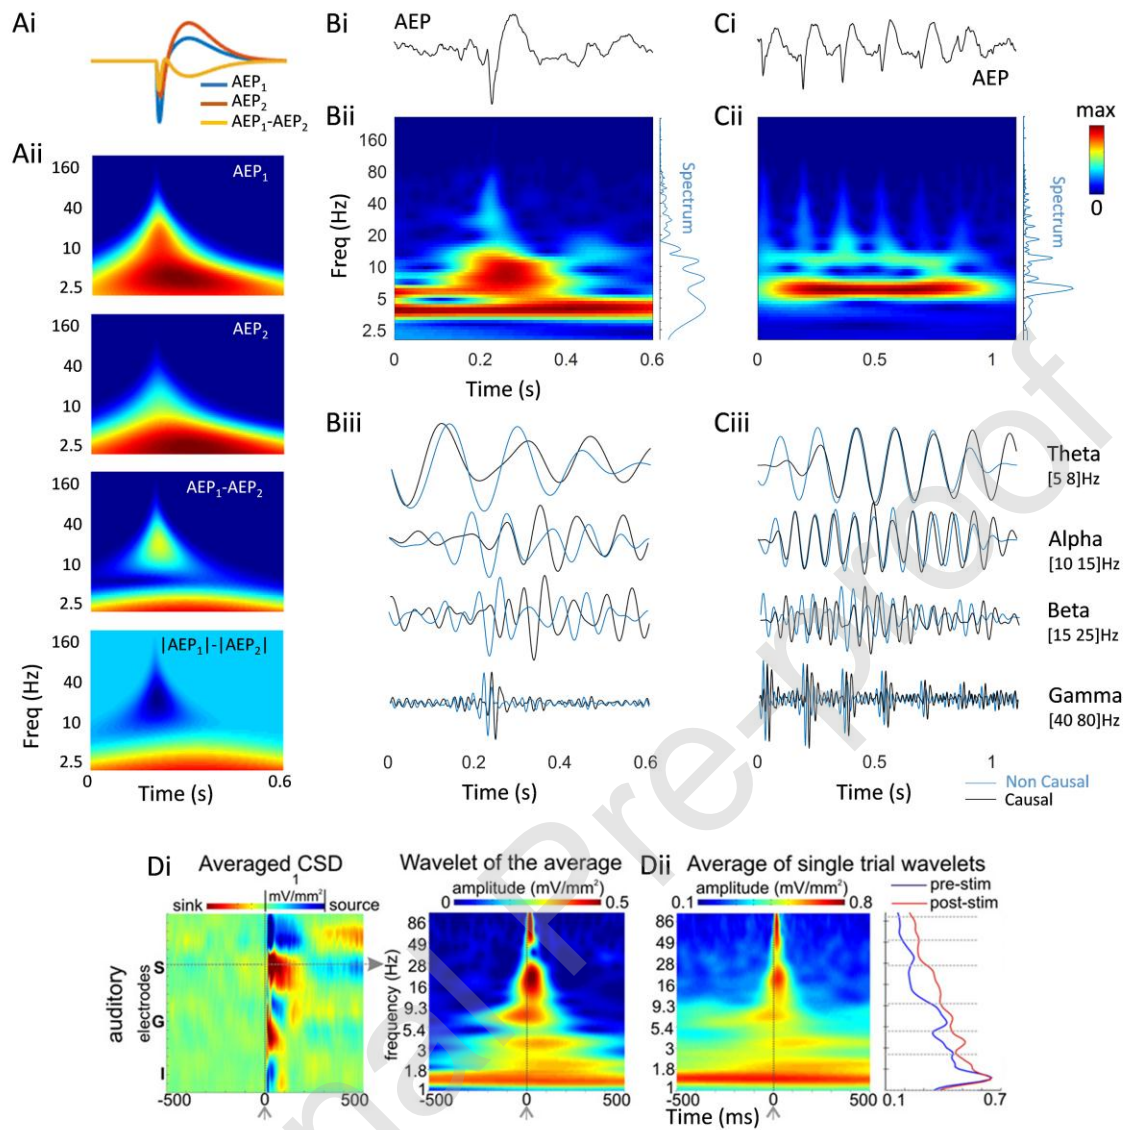 Ai
AEP1
AEP2
AEP1-AEP2
Aii
160
40
10
2.5
AEP1
160
40
10
2.5
AEP2
160
40
10
2.5
AEP1-AEP2
160
40
10
2.5
|AEP1|-|AEP2|
Freq (Hz)
0 0.6
Time (s)
Bi
AEP
Bii
160
80
40
20
10
5
2.5
Freq (Hz)
Spectrum
0 0.2 0.4 0.6
Time (s)
Biii
0 0.2 0.4 0.6
Time (s)
Ci
AEP
Cii
Spectrum
max
0
0 0.5 1
Ciii
Theta
[5 8]Hz
Alpha
[10 15]Hz
Beta
[15 25]Hz
Gamma
[40 80]Hz
0 0.5 1
Time (s)
Non Causal
Causal
Di
Averaged CSD
1
mV/mm2
sink source
auditory
electrodes
S
G
I
-500 0 500
Wavelet of the average
amplitude (mV/mm2)
0 0.5
frequency (Hz)
86
49
28
16
9.3
5.4
3
1.8
1
-500 0 500
Dii
Average of single trial wavelets
amplitude (mV/mm2)
0.1 0.8
pre-stim
post-stim
86
49
28
16
9.3
5.4
3
1.8
1
-500 0 500
Time (ms)
0.1 0.7
nal Pre-proof